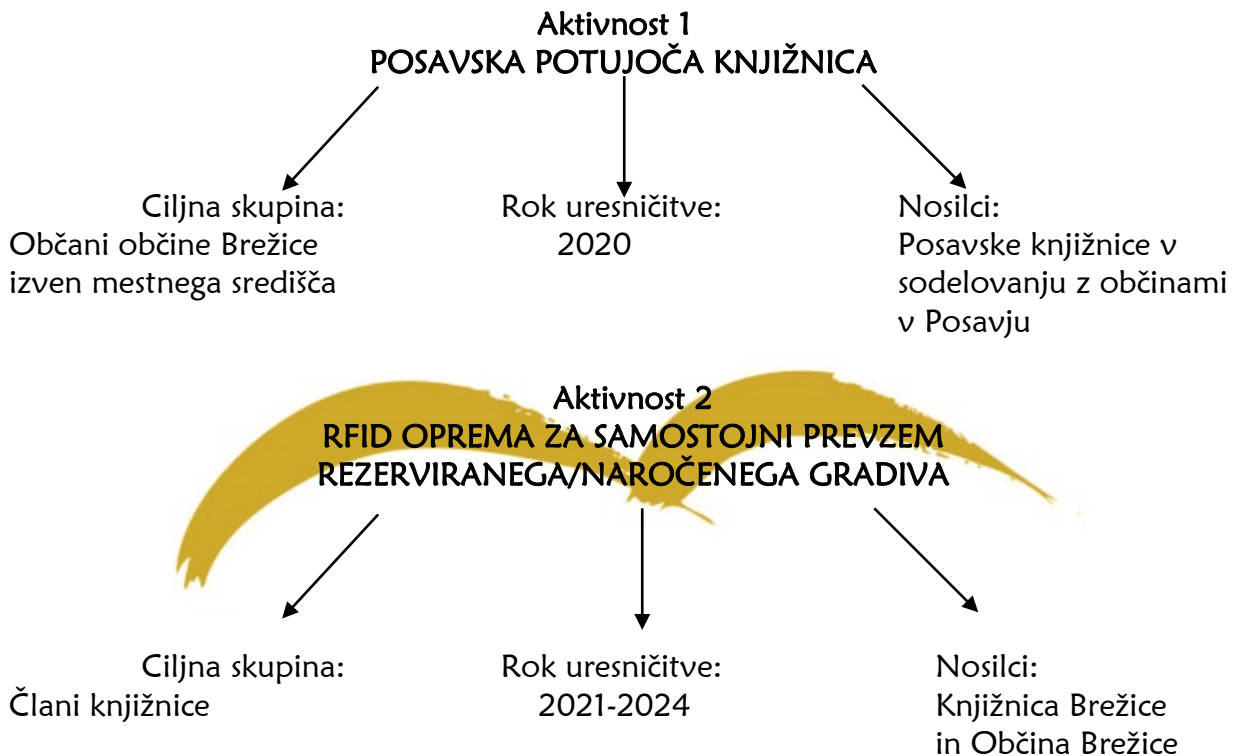 Aktivnost 1
POSAVSKA POTUJOČA KNJIŽNICA
Ciljna skupina:
Občani občine Brežice
izven mestnega središča
Rok uresničitve:
2020
Nosilci:
Posavske knjižnice v
sodelovanju z občinami
v Posavju
Aktivnost 2
RFID OPREMA ZA SAMOSTOJNI PREVZEM
REZERVIRANEGA/NAROČENEGA GRADIVA
Ciljna skupina:
Člani knjižnice
Rok uresničitve:
2021-2024
Nosilci:
Knjižnica Brežice
in Občina Brežice